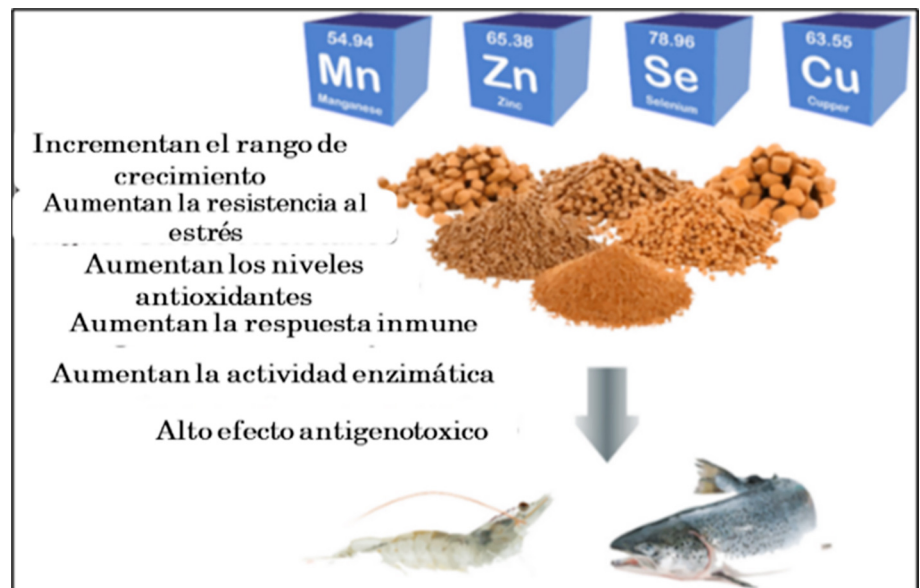 54.94
Mn
Manganese
65.38
Zn
Zinc
78.96
Se
Selenium
63.55
Cu
Cupper
Incrementan el rango de
crecimiento
Aumentan la resistencia al
estrés
Aumentan los niveles
antioxidantes
Aumentan la respuesta inmune
Aumentan la actividad enzimática
Alto efecto antigenotoxico